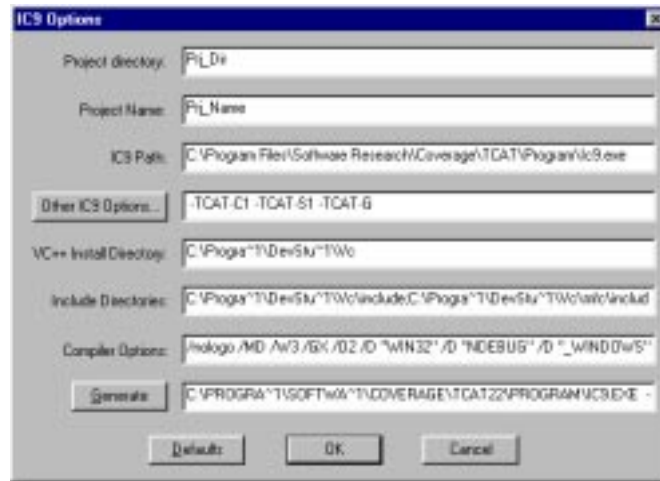 IC9 Options
Project directory: Prj_Dir
Project Name: Prj_Name
IC9 Path: C:\Program Files\Software Research\Coverage\TCAT\Program\Ic9.exe
Other IC9 Options... -TCAT-C1 -TCAT-S1 -TCAT-G
VC++ Install Directory: C:\Progra~1\DevStu~1\Vc
Include Directories: C:\Progra~1\DevStu~1\Vc\include;C:\Progra~1\DevStu~1\Vc\mfc\includ
Compiler Options: /nologo /MD /W3 /GX /O2 /D "WIN32" /D "NDEBUG" /D "_WINDOWS"
Generate C:\PROGRA~1\SOFTWA~1\COVERAGE\TCAT22\PROGRAM\IC9.EXE -
Defaults OK Cancel